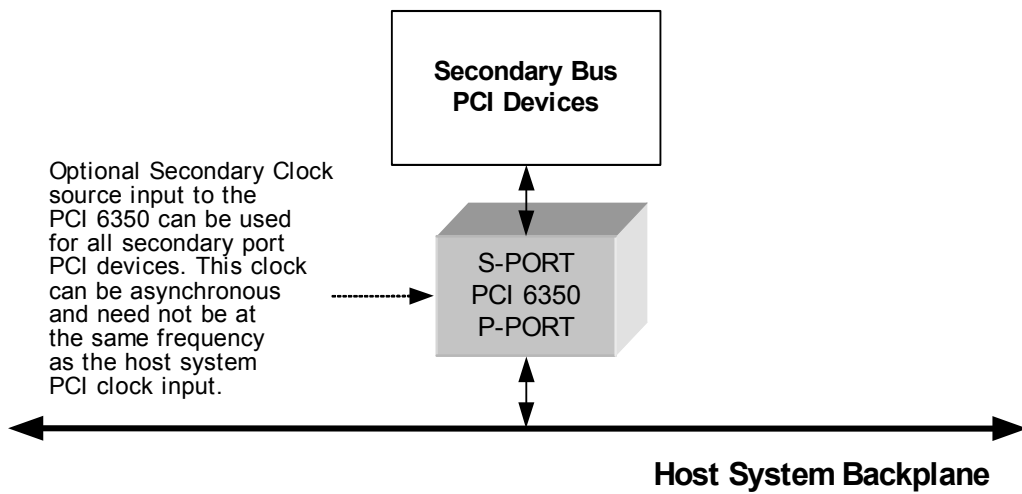 Secondary Bus
PCI Devices
Optional Secondary Clock
source input to the
PCI 6350 can be used
for all secondary port
PCI devices. This clock
can be asynchronous
and need not be at
the same frequency
as the host system
PCI clock input.
S-PORT
PCI 6350
P-PORT
Host System Backplane